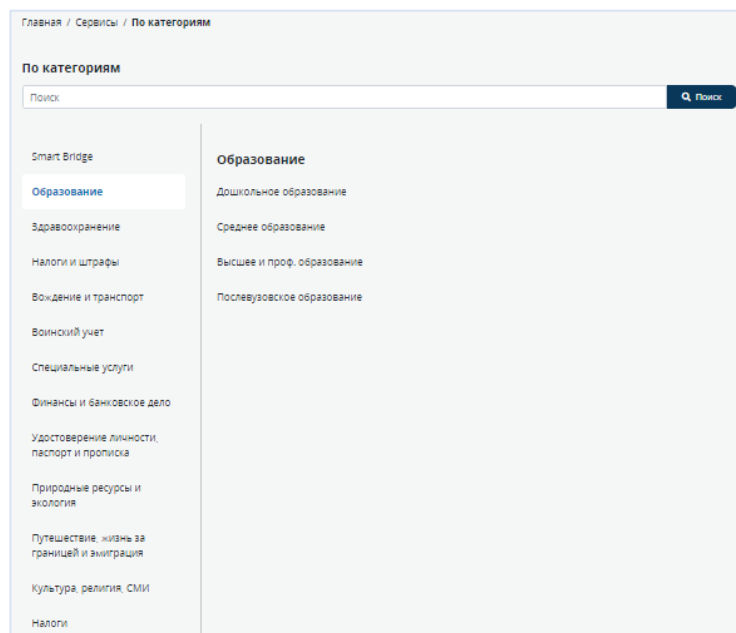 Главная / Сервисы / По категориям
По категориям
Поиск
Поиск
Smart Bridge
Образование
Здравоохранение
Налоги и штрафы
Вождение и транспорт
Воинский учет
Специальные услуги
Финансы и банковское дело
Удостоверение личности,
паспорт и прописка
Природные ресурсы и
экология
Путешествие, жизнь за
границей и эмиграция
Культура, религия, СМИ
Налоги
Образование
Дошкольное образование
Среднее образование
Высшее и проф. образование
Послевузовское образование